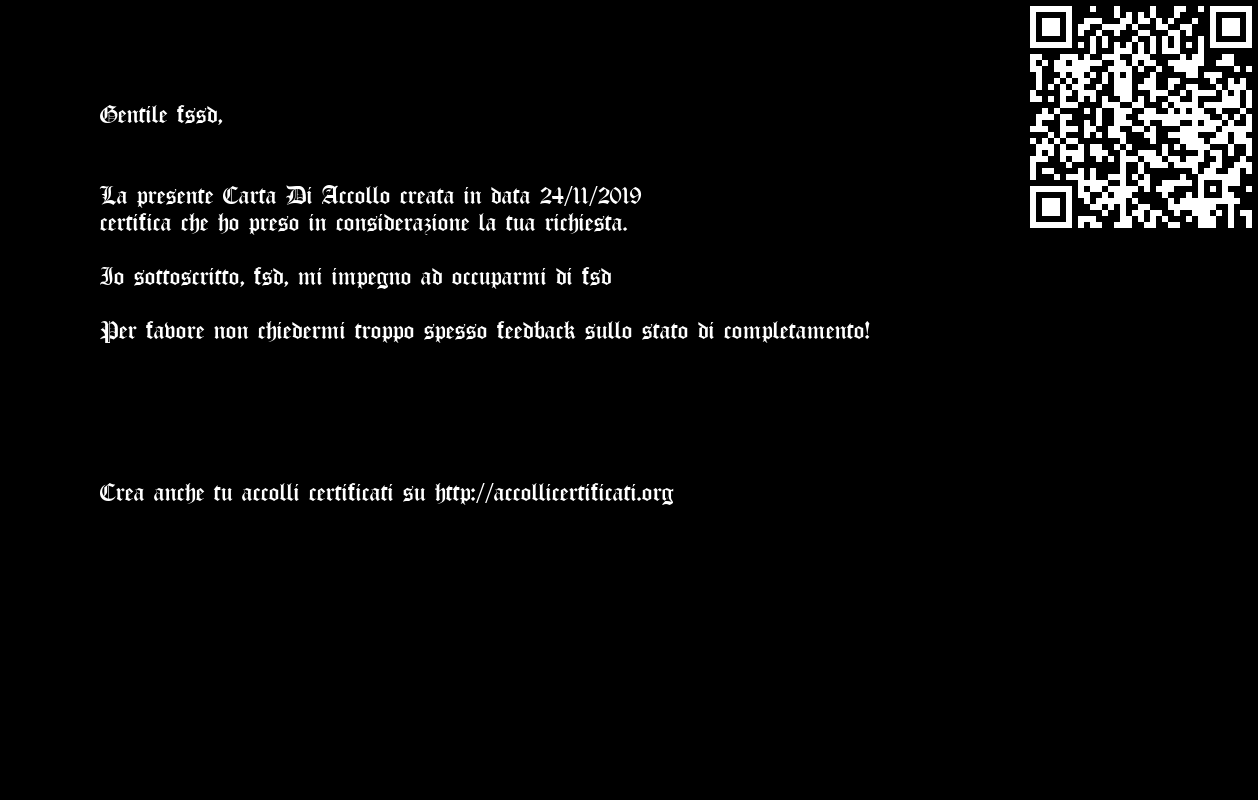 Gentile fssd,
La presente Carta Di Accollo creata in data 24/11/2019
certifica che ho preso in considerazione la tua richiesta.
Io sottoscritto, fsd, mi impegno ad occuparmi di fsd
Per favore non chiedermi troppo spesso feedback sullo stato di completamento!
Crea anche tu accolli certificati su http://accollicertificati.org